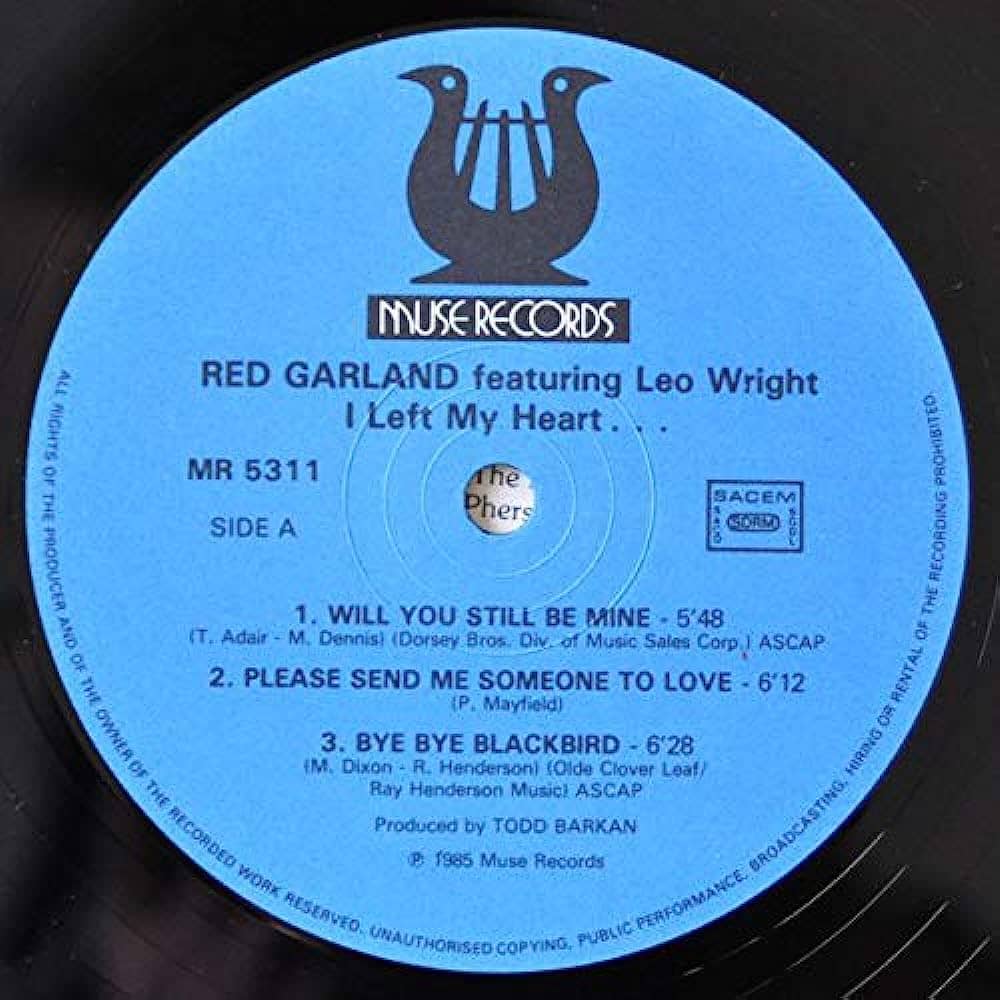 MUSE RECORDS
RED GARLAND featuring Leo Wright
I Left My Heart . . .
MR 5311
SIDE A
The
Phers
SACEM
SACD
SDRM
SCGL
1. WILL YOU STILL BE MINE - 5'48
(T. Adair - M. Dennis) (Dorsey Bros. Div. of Music Sales Corp.) ASCAP
2. PLEASE SEND ME SOMEONE TO LOVE - 6'12
(P. Mayfield)
3. BYE BYE BLACKBIRD - 6'28
(M. Dixon - R. Henderson) (Olde Clover Leaf/
Ray Henderson Music) ASCAP
Produced by TODD BARKAN
℗ 1985 Muse Records
ALL RIGHTS OF THE PRODUCER AND OF THE OWNER OF THE RECORDED WORK RESERVED. UNAUTHORISED COPYING, PUBLIC PERFORMANCE, BROADCASTING, HIRING OR RENTAL OF THE RECORDING PROHIBITED.